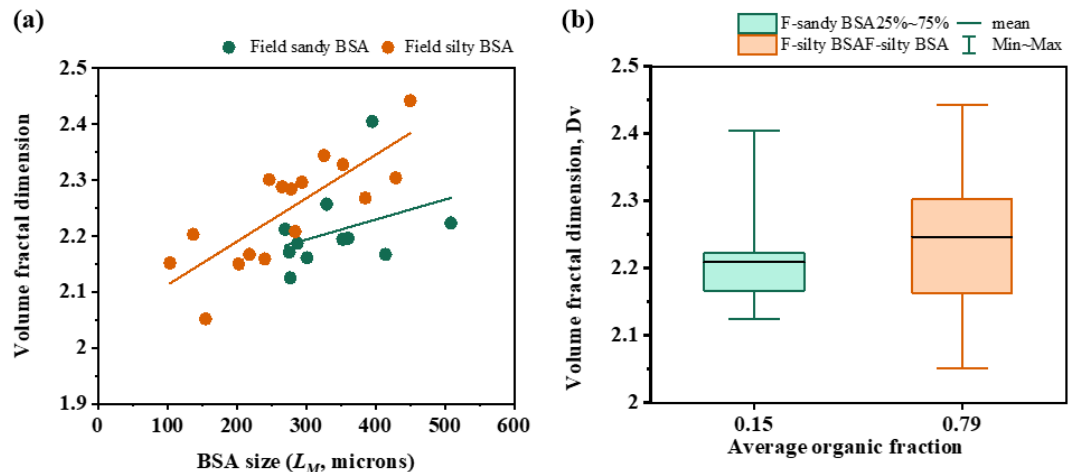 (a)
Field sandy BSA Field silty BSA
Volume fractal dimension
2.5
2.4
2.3
2.2
2.1
2
1.9
0 100 200 300 400 500 600
BSA size (L_M, microns)
(b)
F-sandy BSA25%~75% mean
F-silty BSAF-silty BSA Min~Max
Volume fractal dimension, Dv
2.5
2.4
2.3
2.2
2.1
2
0.15 0.79
Average organic fraction